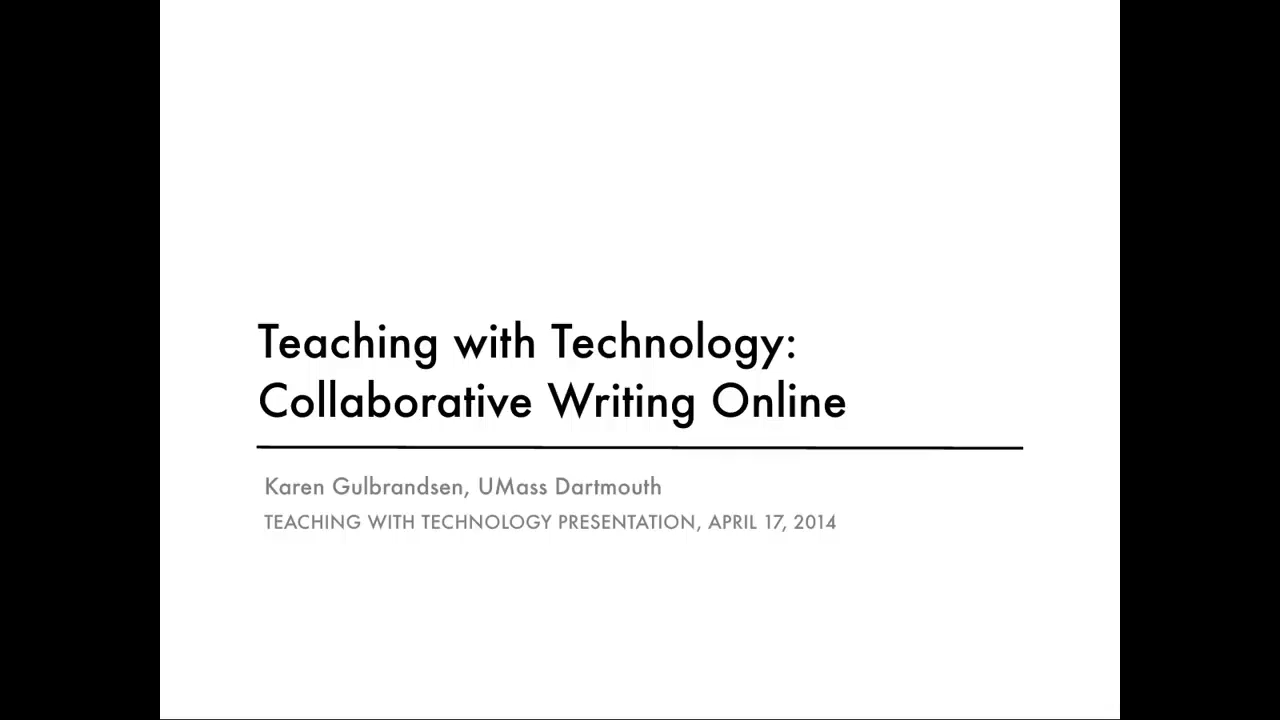 Teaching with Technology:
Collaborative Writing Online
Karen Gulbrandsen, UMass Dartmouth
TEACHING WITH TECHNOLOGY PRESENTATION, APRIL 17, 2014